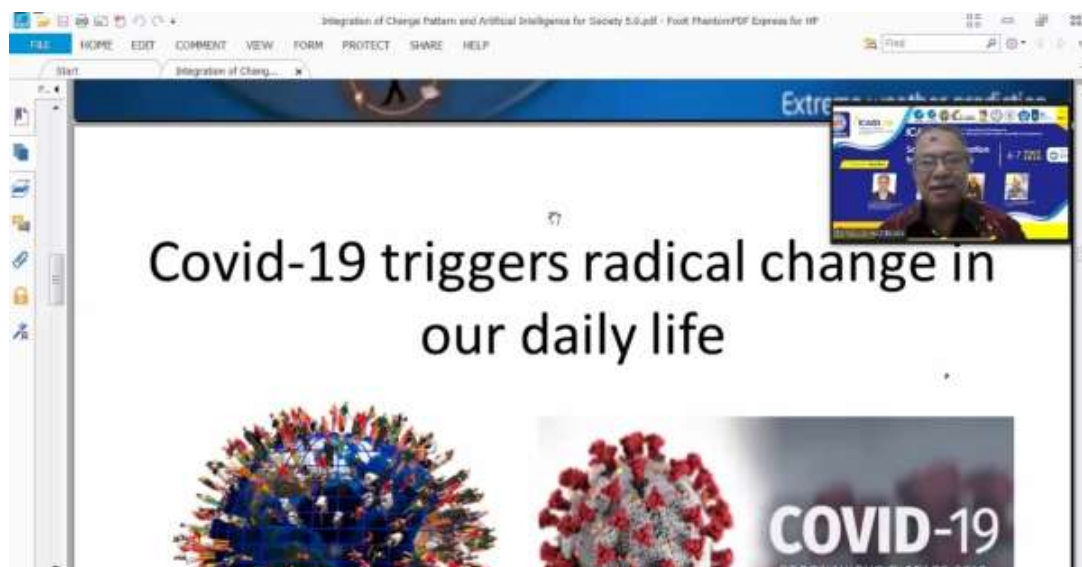 Integration of Change Pattern and Artificial Intelligence for Society 5.0.pdf - Foxit PhantomPDF Express for HP
FILE HOME EDIT COMMENT VIEW FORM PROTECT SHARE HELP
Find
Start
Integration of Chang...
Extreme weather prediction
6-7
Covid-19 triggers radical change in
our daily life
COVID-19